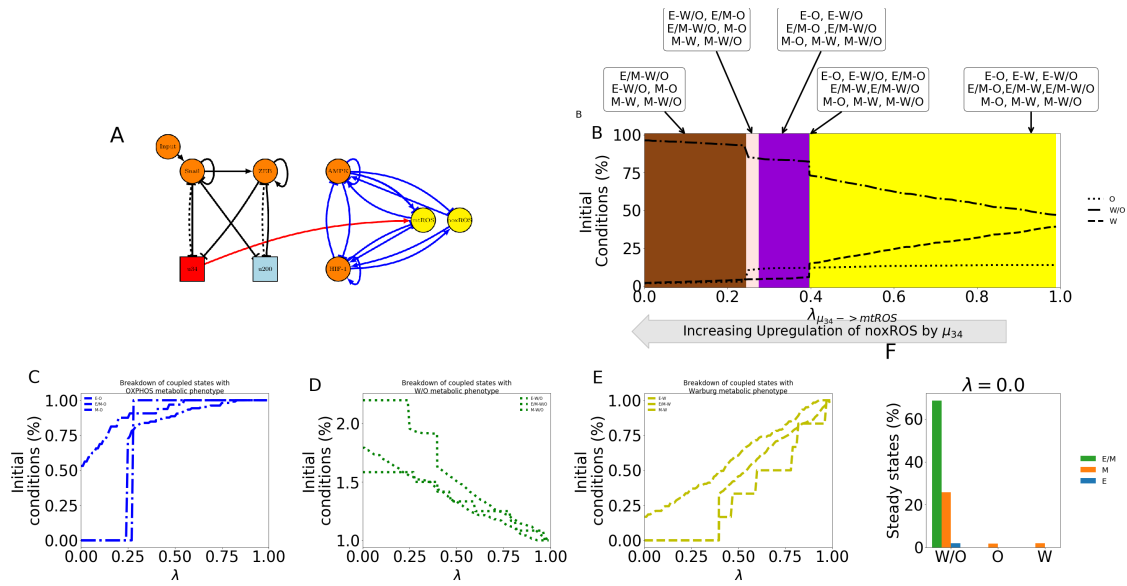 E-W/O, E/M-O
E/M-W/O, M-O
M-W, M-W/O
E-O, E-W/O
E/M-O ,E/M-W/O
M-O, M-W, M-W/O
E/M-W/O
E-W/O, M-O
M-W, M-W/O
E-O, E-W/O, E/M-O
E/M-W,E/M-W/O
M-O, M-W, M-W/O
E-O, E-W, E-W/O
E/M-O,E/M-W,E/M-W/O
M-O, M-W, M-W/O
A
Input
Snail
ZEB
u34
u200
AMPK
HIF-1
mtROS
noxROS
B
B
Initial
Conditions (%)
100
75
50
25
0
0.0
0.2
0.4
0.6
0.8
1.0
λμ34−>mtROS
O
W/O
W
Increasing Upregulation of noxROS by μ34
C
Breakdown of coupled states with
OXPHOS metabolic phenotype
E-O
E/M-O
M-O
Initial
conditions (%)
1.00
0.75
0.50
0.25
0.00
0.00
0.25
0.50
0.75
1.00
λ
D
Breakdown of coupled states with
W/O metabolic phenotype
E-W/O
E/M-W/O
M-W/O
Initial
conditions (%)
2.0
1.5
1.0
0.00
0.25
0.50
0.75
1.00
λ
E
Breakdown of coupled states with
Warburg metabolic phenotype
E-W
E/M-W
M-W
Initial
conditions (%)
1.00
0.75
0.50
0.25
0.00
0.00
0.25
0.50
0.75
1.00
λ
F
λ = 0.0
Steady states (%)
60
40
20
0
W/O
O
W
E/M
M
E